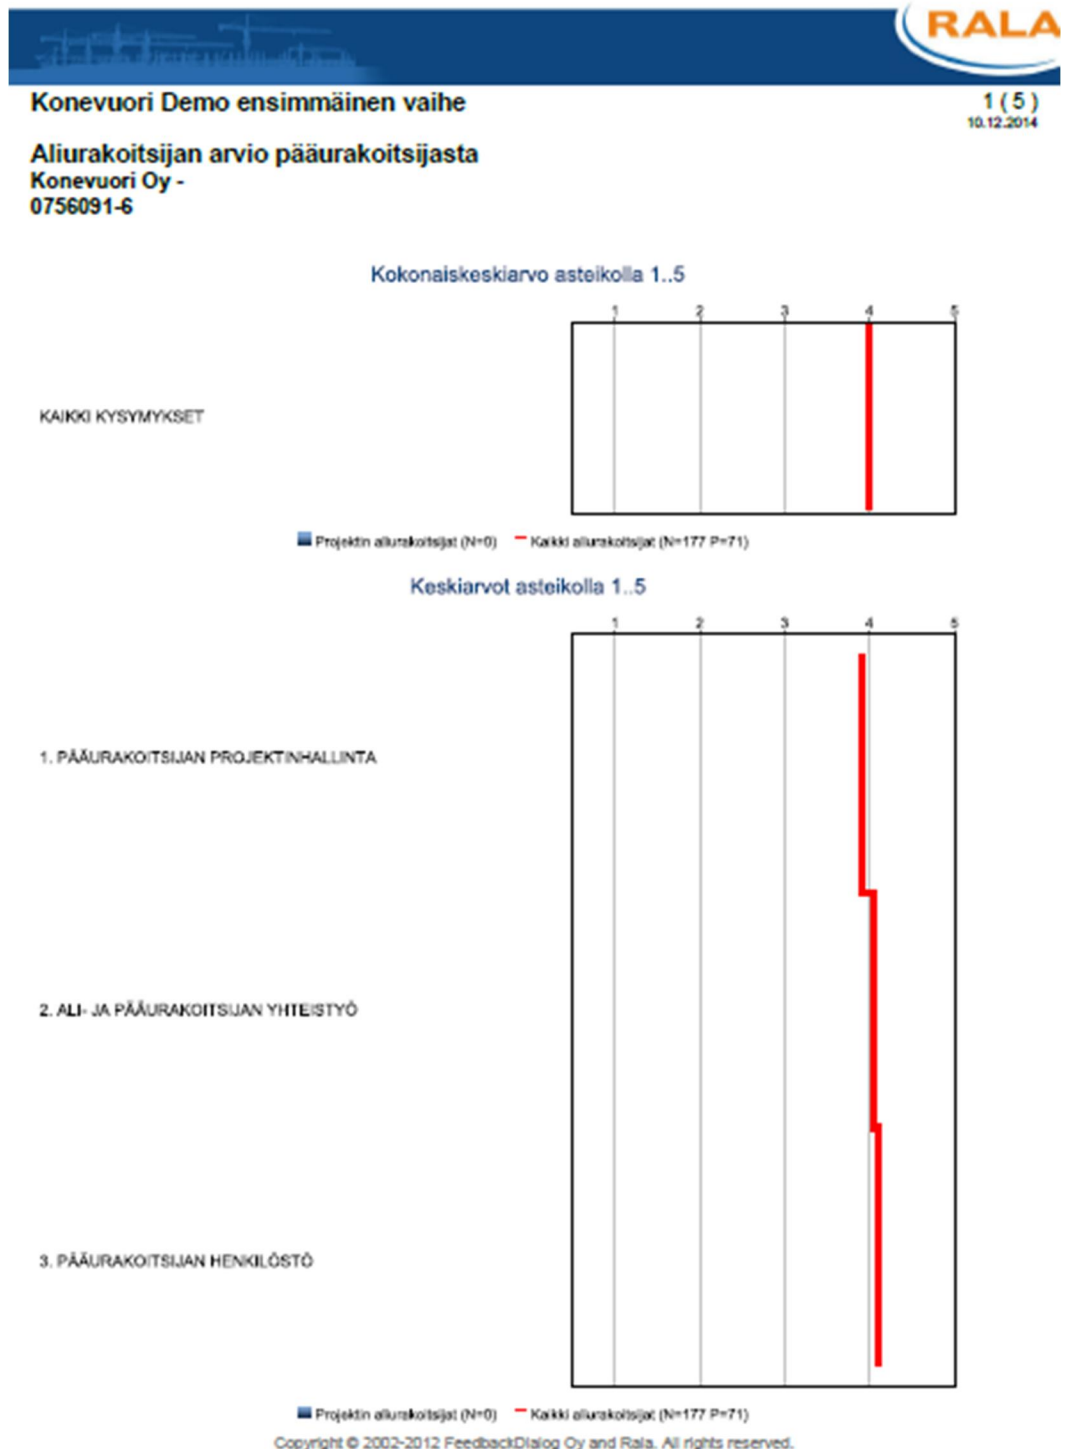 RALA
Konevuori Demo ensimmäinen vaihe
1 ( 5 )
10.12.2014
Aliurakoitsijan arvio pääurakoitsijasta
Konevuori Oy -
0756091-6
Kokonaiskeskiarvo asteikolla 1..5
1 2 3 4 5
KAIKKI KYSYMYKSET
Projektin aliurakoitsijat (N=0) Kaikki aliurakoitsijat (N=177 P=71)
Keskiarvot asteikolla 1..5
1 2 3 4 5
1. PÄÄURAKOITSIJAN PROJEKTINHALLINTA
2. ALI- JA PÄÄURAKOITSIJAN YHTEISTYÖ
3. PÄÄURAKOITSIJAN HENKILÖSTÖ
Projektin aliurakoitsijat (N=0) Kaikki aliurakoitsijat (N=177 P=71)
Copyright © 2002-2012 FeedbackDialog Oy and Rala. All rights reserved.